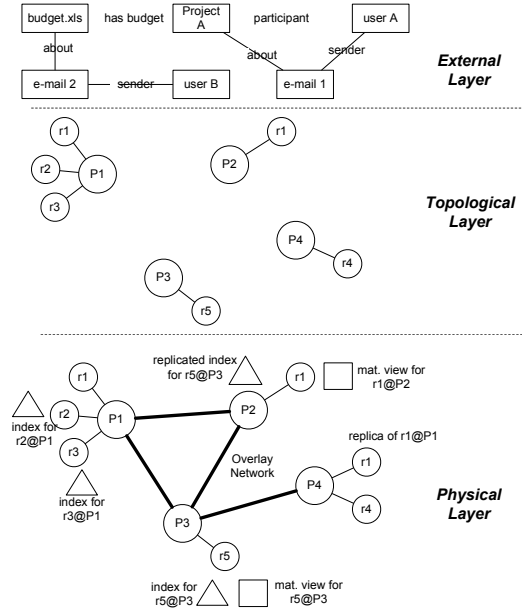 budget.xls
has budget
Project
A
participant
user A
about
about
sender
e-mail 2
sender
user B
e-mail 1
External
Layer
r1
r2
P1
r3
P2
r1
Topological
Layer
P4
r4
P3
r5
replicated index
for r5@P3
mat. view for
r1@P2
r1
r2
P1
r3
index for
r2@P1
index for
r3@P1
P2
r1
Overlay
Network
replica of r1@P1
r1
P4
r4
P3
r5
Physical
Layer
index for
r5@P3
mat. view for
r5@P3